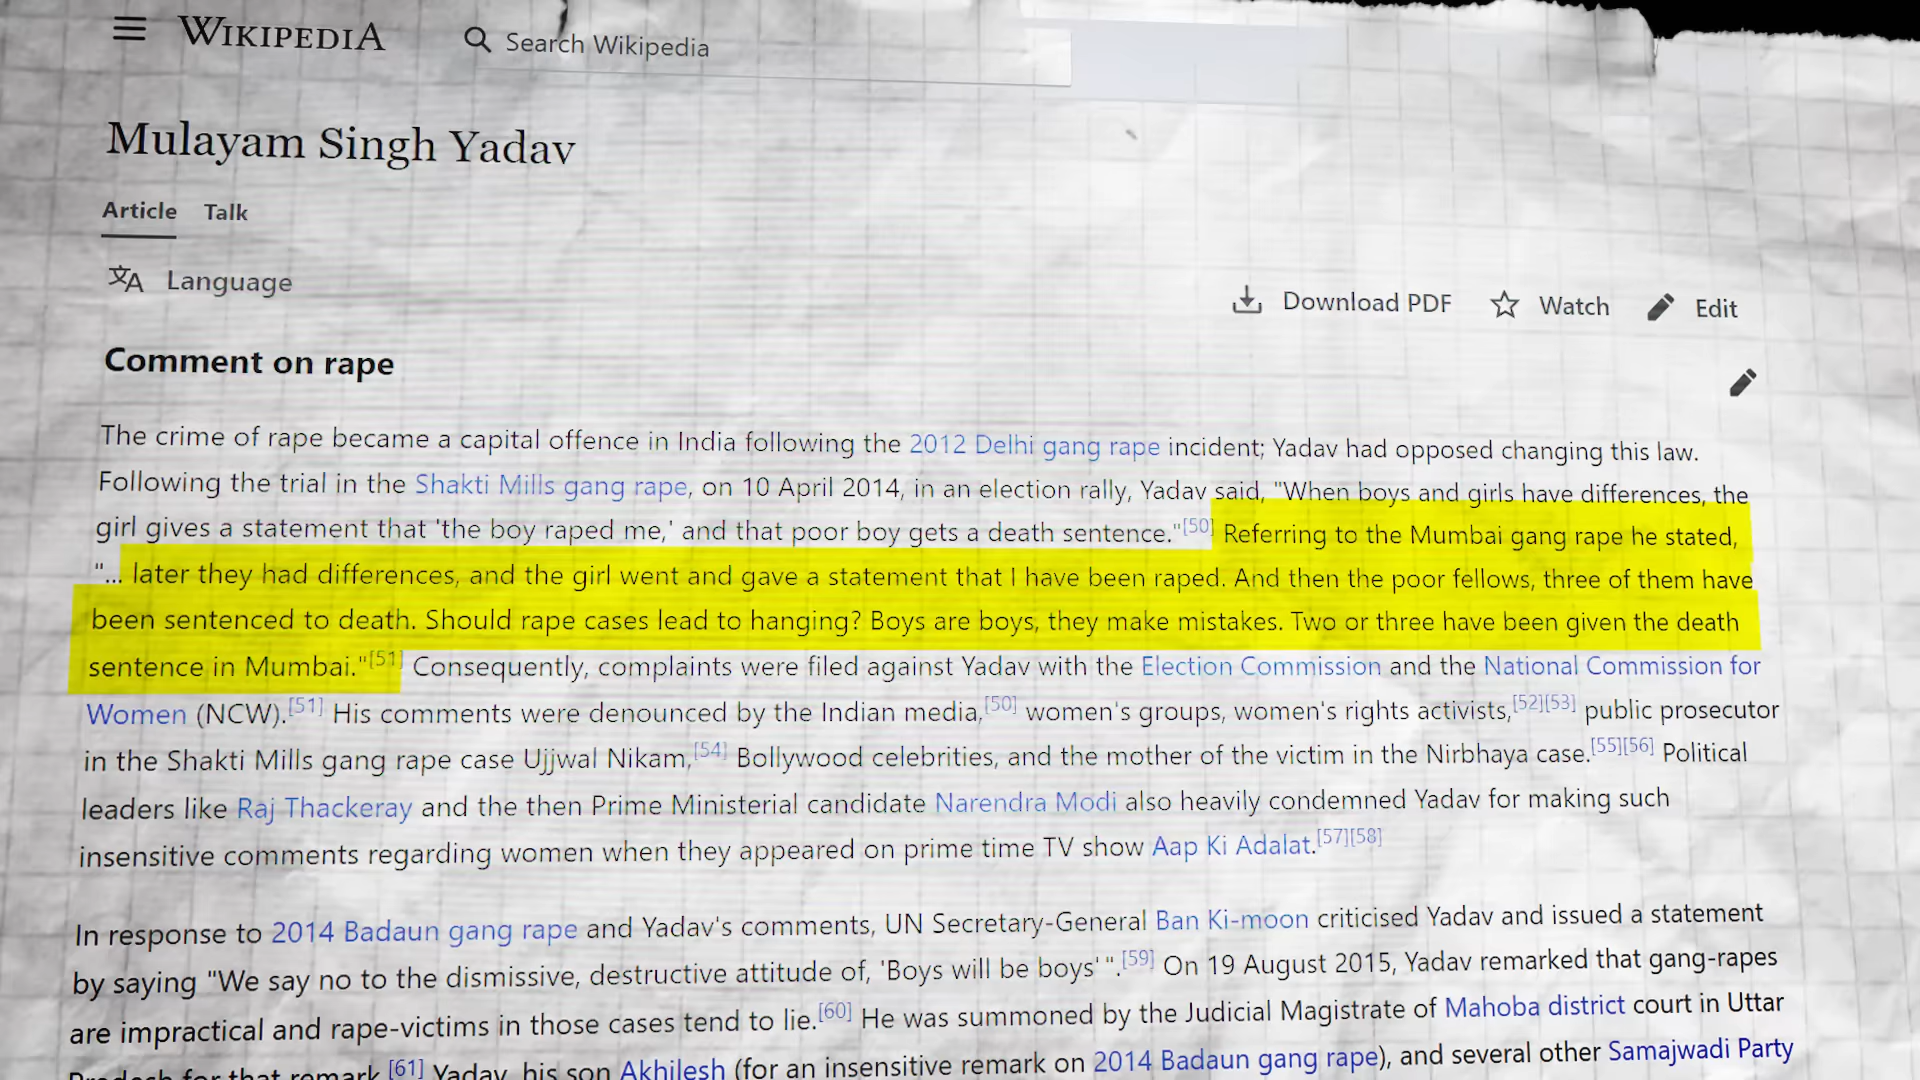 WIKIPEDIA
Search Wikipedia
Mulayam Singh Yadav
Article Talk
Language
Download PDF Watch Edit
Comment on rape
The crime of rape became a capital offence in India following the 2012 Delhi gang rape incident; Yadav had opposed changing this law.
Following the trial in the Shakti Mills gang rape, on 10 April 2014, in an election rally, Yadav said, "When boys and girls have differences, the
girl gives a statement that 'the boy raped me,' and that poor boy gets a death sentence."[50] Referring to the Mumbai gang rape he stated,
"... later they had differences, and the girl went and gave a statement that I have been raped. And then the poor fellows, three of them have
been sentenced to death. Should rape cases lead to hanging? Boys are boys, they make mistakes. Two or three have been given the death
sentence in Mumbai."[51] Consequently, complaints were filed against Yadav with the Election Commission and the National Commission for
Women (NCW).[51] His comments were denounced by the Indian media,[50] women's groups, women's rights activists,[52][53] public prosecutor
in the Shakti Mills gang rape case Ujjwal Nikam,[54] Bollywood celebrities, and the mother of the victim in the Nirbhaya case.[55][56] Political
leaders like Raj Thackeray and the then Prime Ministerial candidate Narendra Modi also heavily condemned Yadav for making such
insensitive comments regarding women when they appeared on prime time TV show Aap Ki Adalat.[57][58]
In response to 2014 Badaun gang rape and Yadav's comments, UN Secretary-General Ban Ki-moon criticised Yadav and issued a statement
by saying "We say no to the dismissive, destructive attitude of, 'Boys will be boys' ".[59] On 19 August 2015, Yadav remarked that gang-rapes
are impractical and rape-victims in those cases tend to lie.[60] He was summoned by the Judicial Magistrate of Mahoba district court in Uttar
Pradesh for that remark.[61] Yadav, his son Akhilesh (for an insensitive remark on 2014 Badaun gang rape), and several other Samajwadi Party